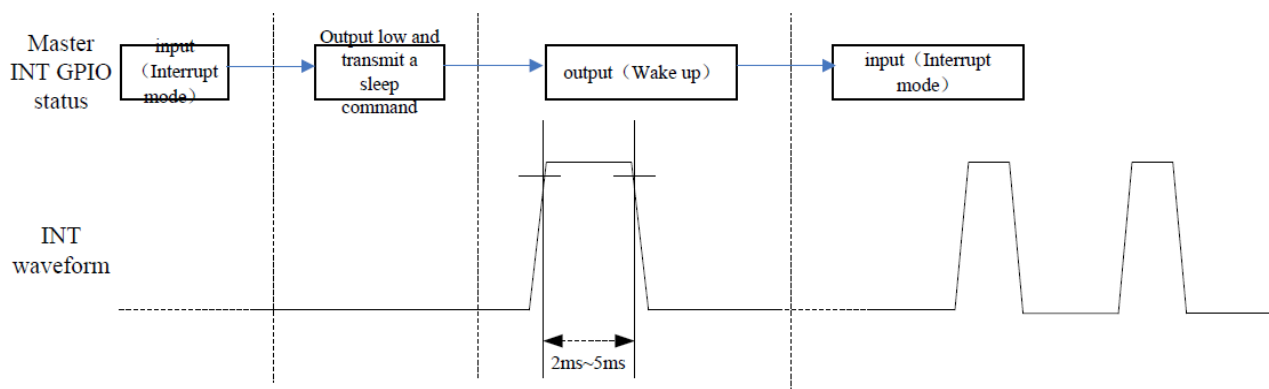 Master
INT GPIO
status
input
（Interrupt
mode）
Output low and
transmit a
sleep
command
output（Wake up）
input（Interrupt
mode）
INT
waveform
2ms~5ms